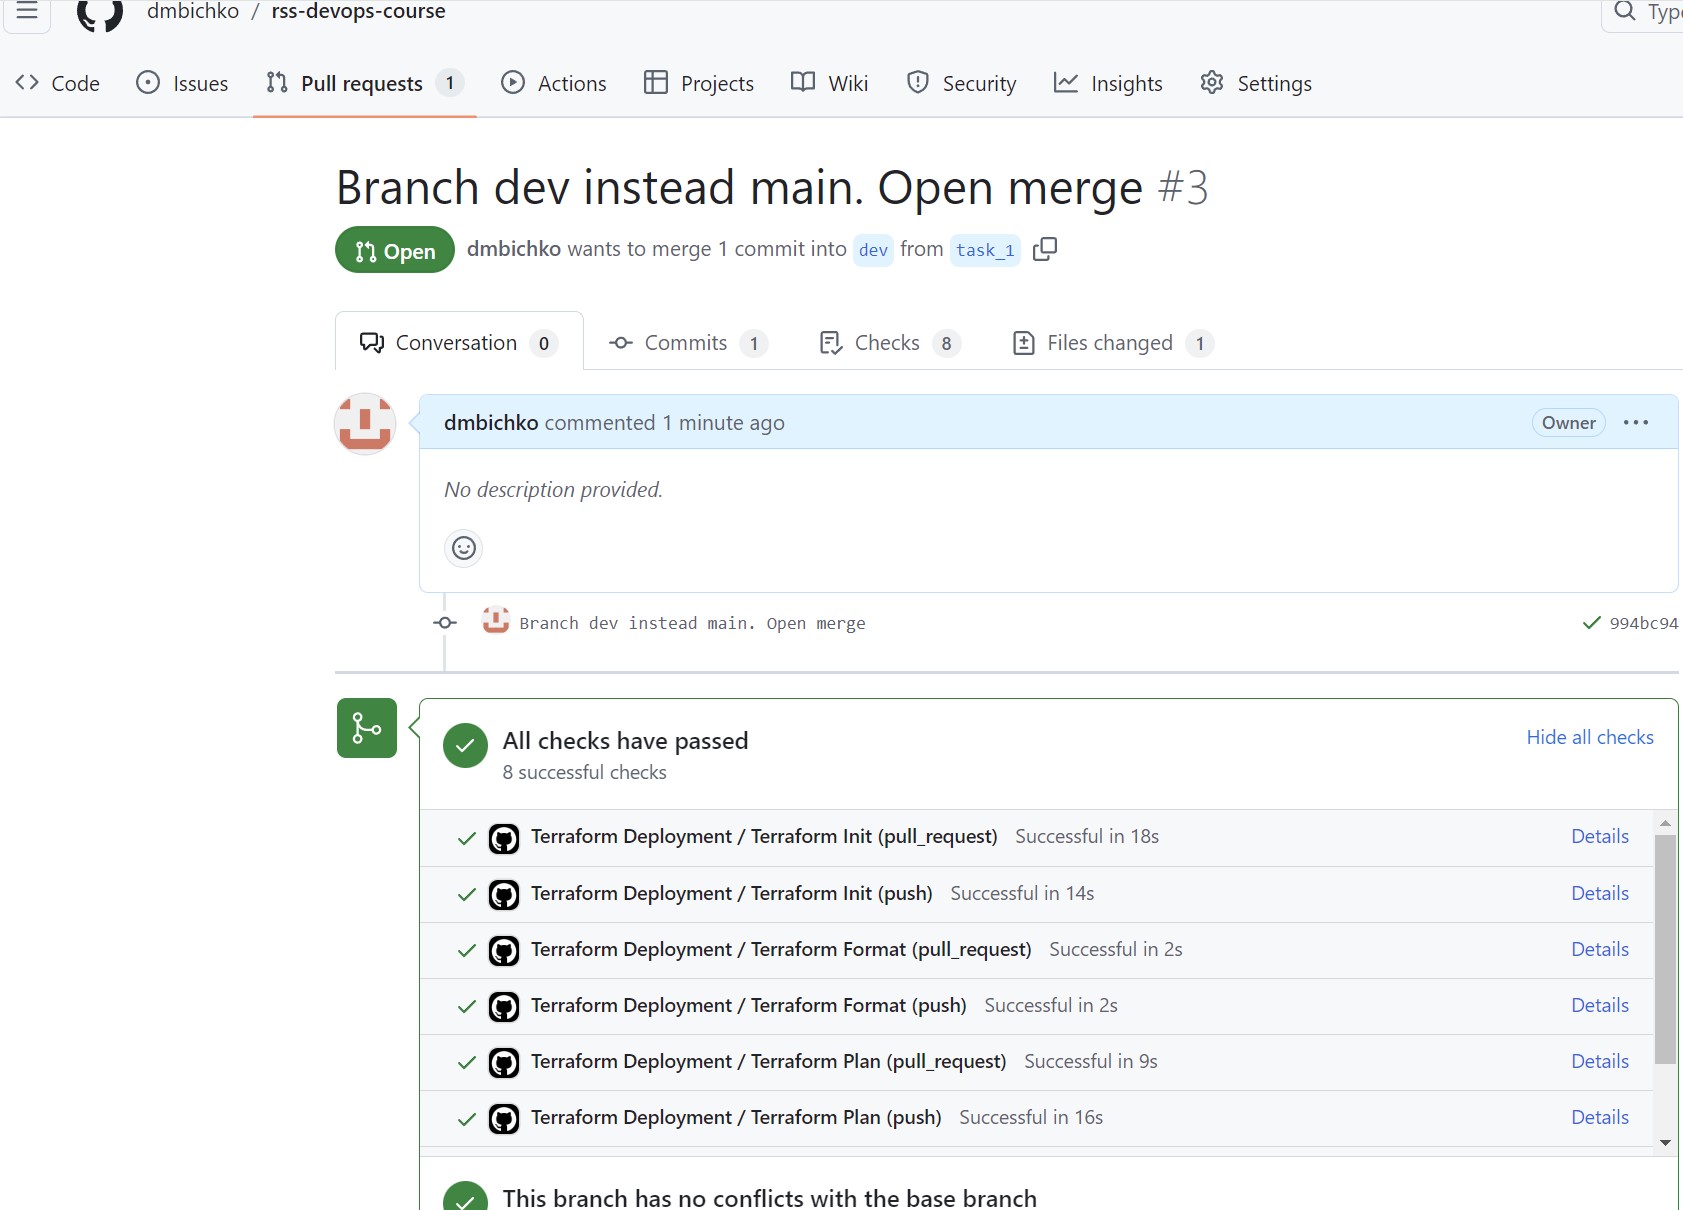 dmbichko / rss-devops-course
Type
Code Issues Pull requests 1 Actions Projects Wiki Security Insights Settings
Branch dev instead main. Open merge #3
Open dmbichko wants to merge 1 commit into dev from task_1
Conversation 0 Commits 1 Checks 8 Files changed 1
dmbichko commented 1 minute ago Owner
No description provided.
Branch dev instead main. Open merge 994bc94
All checks have passed Hide all checks
8 successful checks
Terraform Deployment / Terraform Init (pull_request) Successful in 18s Details
Terraform Deployment / Terraform Init (push) Successful in 14s Details
Terraform Deployment / Terraform Format (pull_request) Successful in 2s Details
Terraform Deployment / Terraform Format (push) Successful in 2s Details
Terraform Deployment / Terraform Plan (pull_request) Successful in 9s Details
Terraform Deployment / Terraform Plan (push) Successful in 16s Details
This branch has no conflicts with the base branch